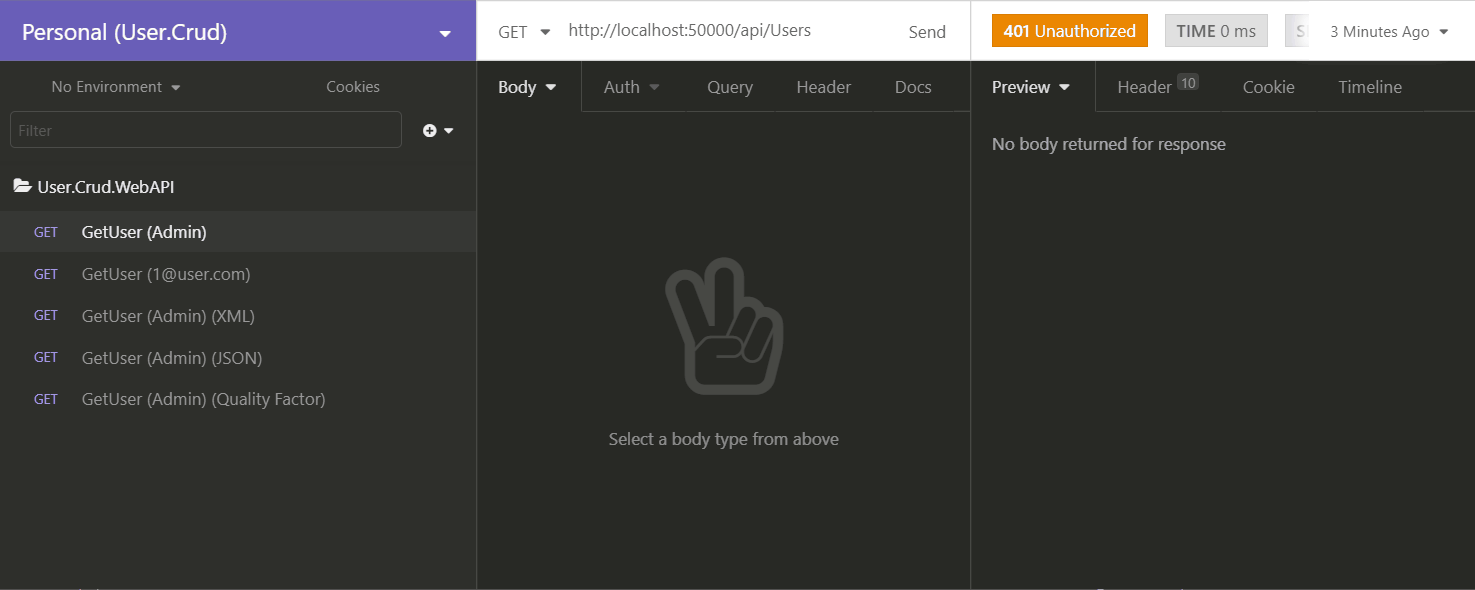 Personal (User.Crud)
GET http://localhost:50000/api/Users Send
401 Unauthorized TIME 0 ms 3 Minutes Ago
No Environment Cookies
Body Auth Query Header Docs
Preview Header 10 Cookie Timeline
Filter
No body returned for response
User.Crud.WebAPI
GET GetUser (Admin)
GET GetUser (1@user.com)
GET GetUser (Admin) (XML)
GET GetUser (Admin) (JSON)
GET GetUser (Admin) (Quality Factor)
Select a body type from above